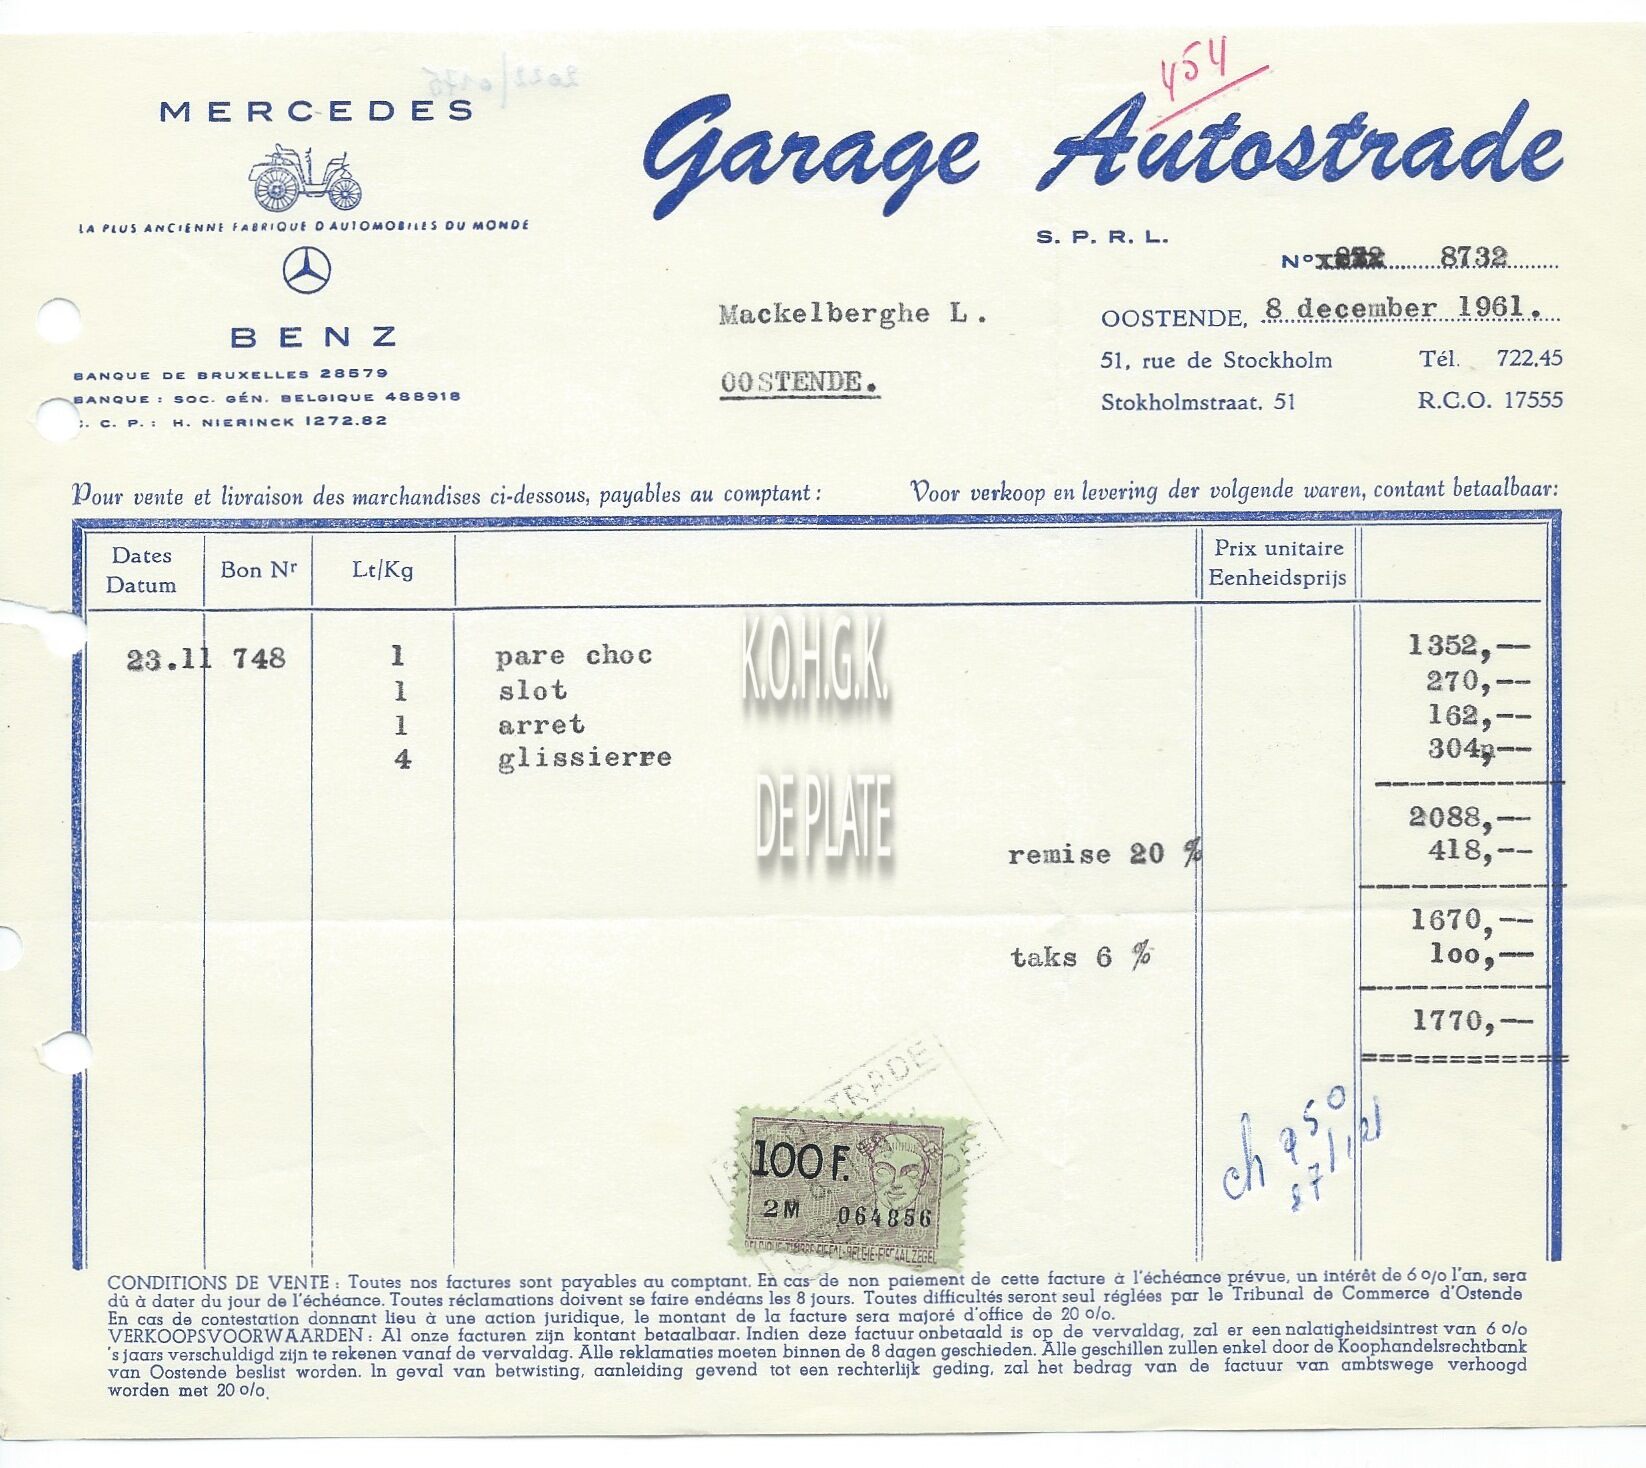 454
MERCEDES
Garage Autostrade
LA PLUS ANCIENNE FABRIQUE D'AUTOMOBILES DU MONDE
S. P. R. L.
N° 8732
BENZ
Mackelberghe L.
OOSTENDE, 8 december 1961.
OOSTENDE.
51, rue de Stockholm Tél. 722.45
Stokholmstraat, 51 R.C.O. 17555
BANQUE DE BRUXELLES 28579
BANQUE : SOC. GÉN. BELGIQUE 488918
. C. P. : H. NIERINCK 1272.82
Pour vente et livraison des marchandises ci-dessous, payables au comptant : Voor verkoop en levering der volgende waren, contant betaalbaar:
Dates Bon Nr Lt/Kg Prix unitaire
Datum Eenheidsprijs
23.11 748 1 pare choc 1352,--
1 slot 270,--
1 arret 162,--
4 glissierre 304,--
K.O.H.G.K.
DE PLATE
2088,--
remise 20 % 418,--
1670,--
taks 6 % 100,--
1770,--
100 F.
2M 064856
BELGIQUE-TIMBRE FISCAL-BELGIE-FISCAALZEGEL
CONDITIONS DE VENTE : Toutes nos factures sont payables au comptant. En cas de non paiement de cette facture à l'échéance prévue, un intérêt de 6 o/o l'an, sera
dû à dater du jour de l'échéance. Toutes réclamations doivent se faire endéans les 8 jours. Toutes difficultés seront seul réglées par le Tribunal de Commerce d'Ostende
En cas de contestation donnant lieu à une action juridique, le montant de la facture sera majoré d'office de 20 o/o.
VERKOOPSVOORWAARDEN : Al onze facturen zijn kontant betaalbaar. Indien deze factuur onbetaald is op de vervaldag, zal er een nalatigheidsintrest van 6 o/o
's jaars verschuldigd zijn te rekenen vanaf de vervaldag. Alle reklamaties moeten binnen de 8 dagen geschieden. Alle geschillen zullen enkel door de Koophandelsrechtbank
van Oostende beslist worden. In geval van betwisting, aanleiding gevend tot een rechterlijk geding, zal het bedrag van de factuur van ambtswege verhoogd
worden met 20 o/o.